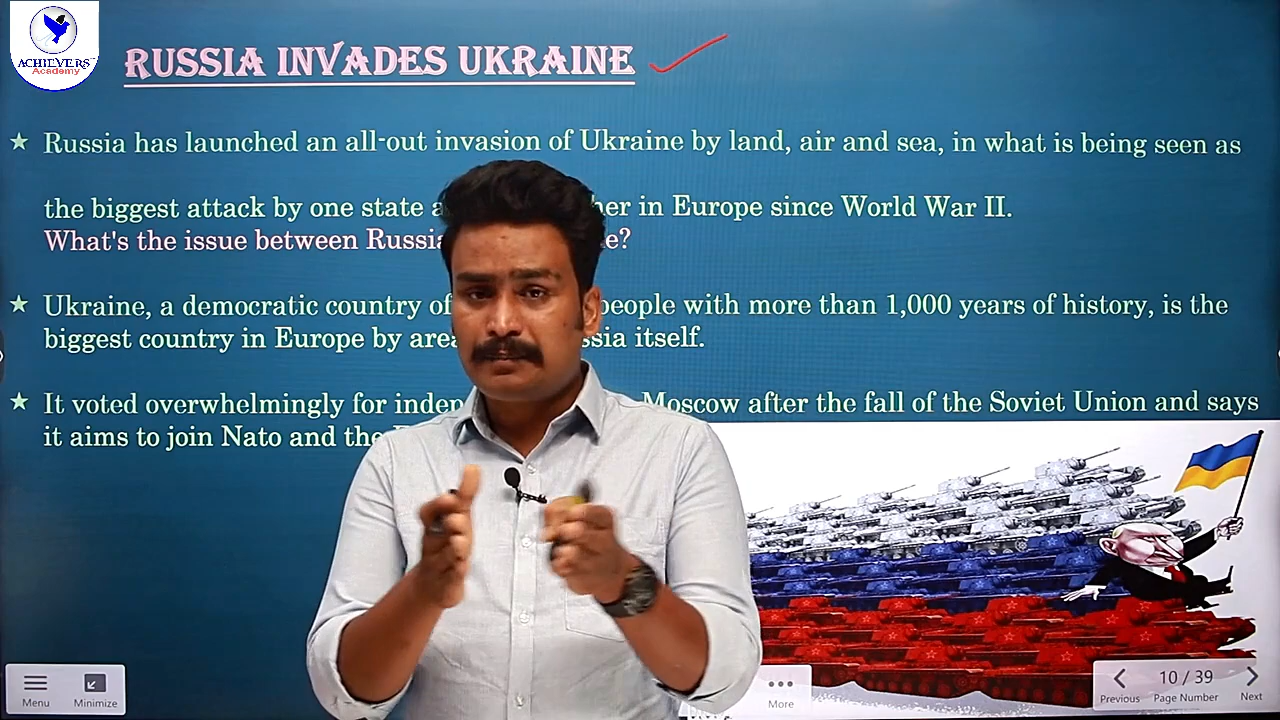 ACHIEVERS
Academy
RUSSIA INVADES UKRAINE
Russia has launched an all-out invasion of Ukraine by land, air and sea, in what is being seen as
the biggest attack by one state a her in Europe since World War II.
What's the issue between Russia e?
Ukraine, a democratic country of people with more than 1,000 years of history, is the
biggest country in Europe by area ssia itself.
It voted overwhelmingly for indep Moscow after the fall of the Soviet Union and says
it aims to join Nato and the
Menu
Minimize
More
Previous
10 / 39
Page Number
Next